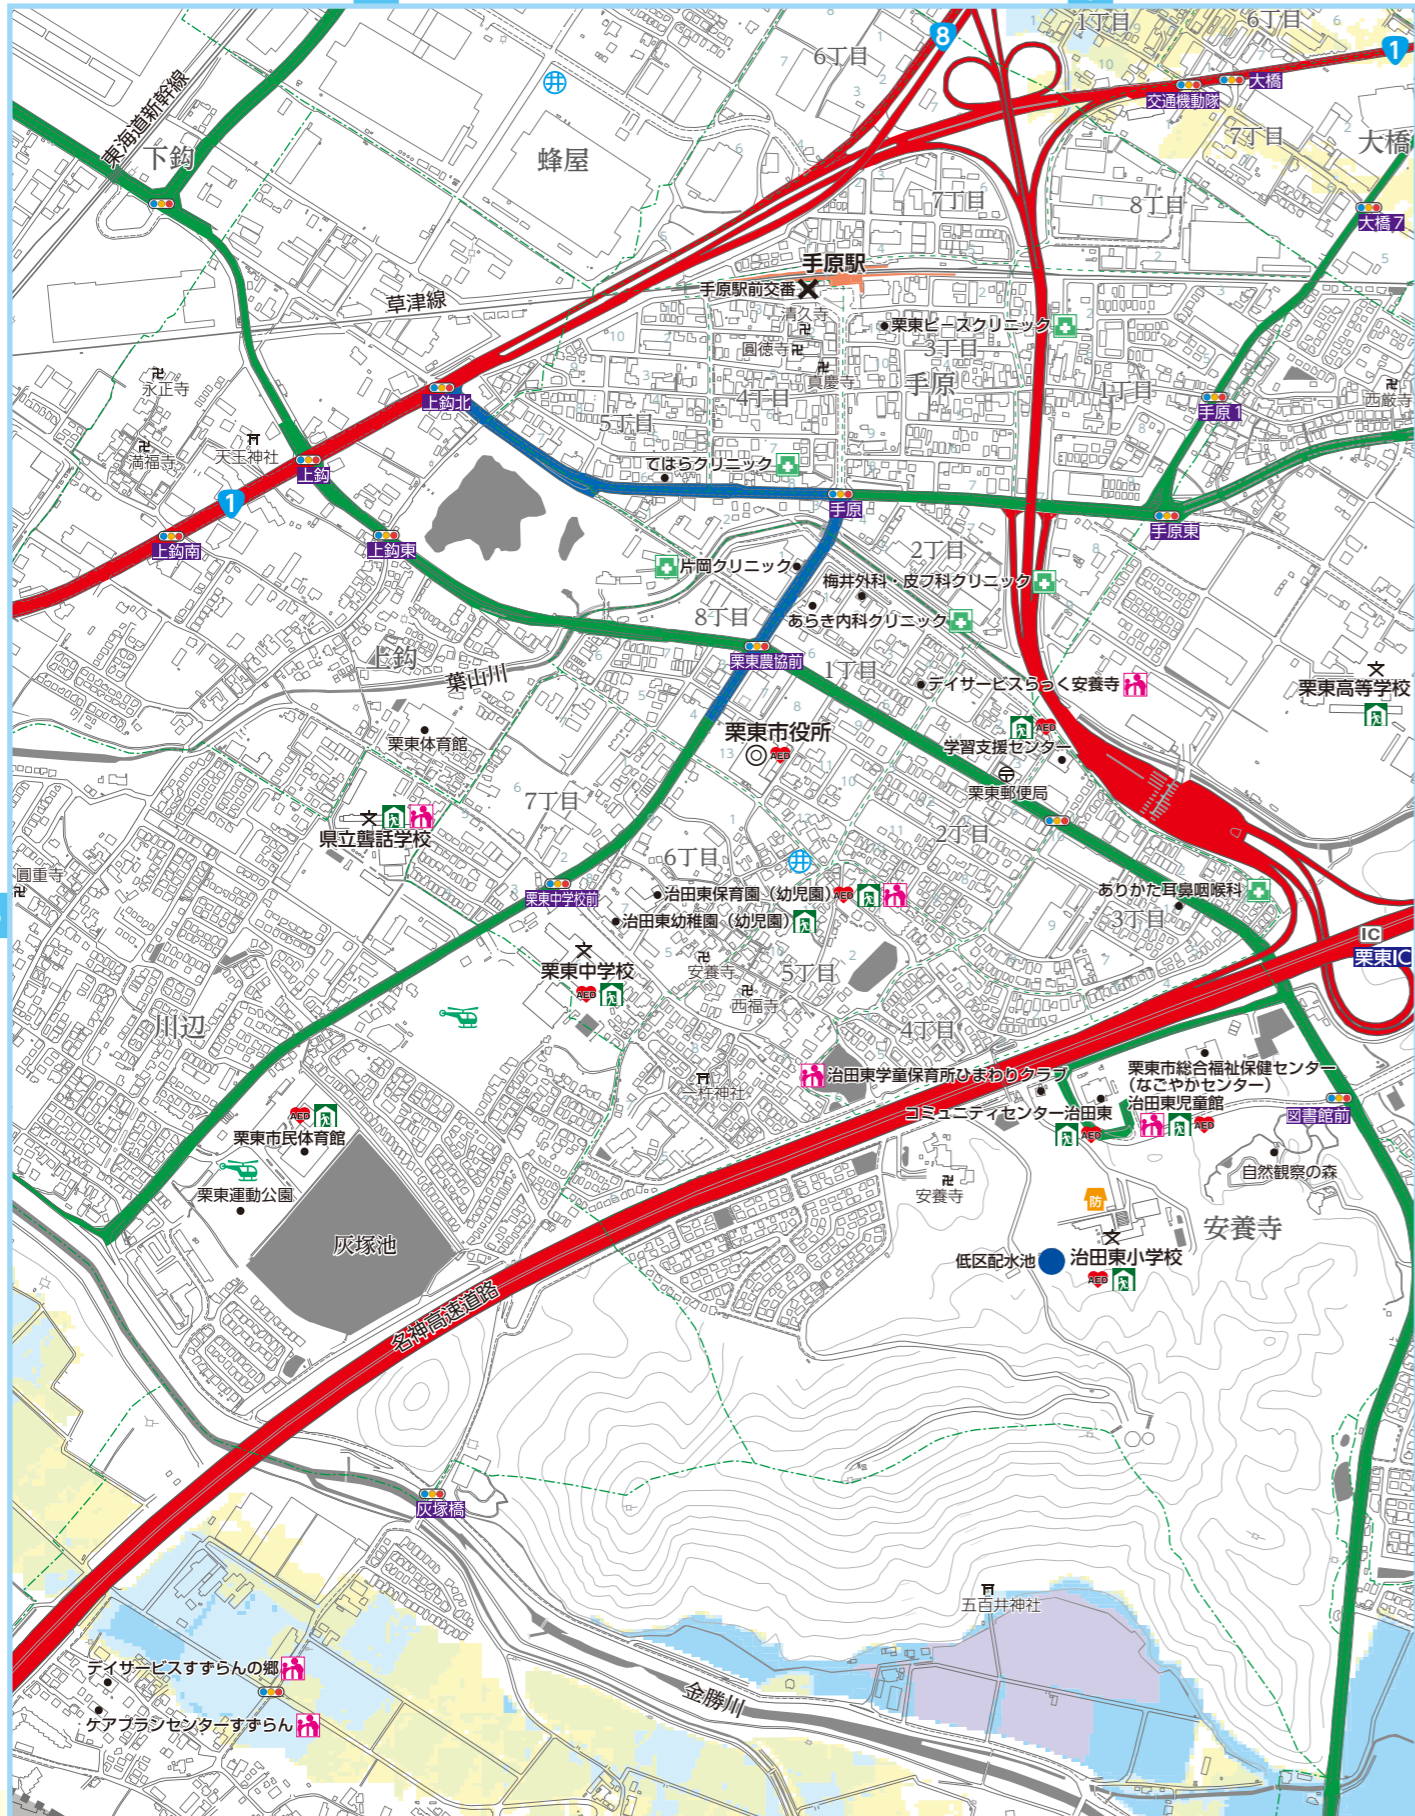 8
1丁目
6丁目
1
6丁目
大橋
交通機動隊
7丁目
大橋
東海道新幹線
下鈎
蜂屋
7丁目
8丁目
大橋7
手原駅
手原駅前交番
草津線
清久寺
栗東ピースクリニック
圓徳寺
3丁目
真慶寺
手原
4丁目
1丁目
永正寺
上鈎北
手原1
西厳寺
5丁目
満福寺
天王神社
上鈎
てはらクリニック
1
手原
手原東
上鈎南
上鈎東
2丁目
片岡クリニック
梅井外科・皮フ科クリニック
8丁目
あらき内科クリニック
上鈎
栗東農協前
1丁目
葉山川
デイサービスらっく安養寺
栗東高等学校
栗東体育館
栗東市役所
AED
AED
学習支援センター
栗東郵便局
7丁目
県立聾話学校
2丁目
6丁目
圓重寺
栗東中学校前
治田東保育園(幼児園)
AED
ありかた耳鼻咽喉科
治田東幼稚園(幼児園)
3丁目
IC
栗東IC
栗東中学校
安養寺
5丁目
AED
西福寺
川辺
4丁目
治田東学童保育所ひまわりクラブ
栗東市総合福祉保健センター
(なごやかセンター)
治田東児童館
コミュニティセンター治田東
AED
AED
図書館前
AED
栗東市民体育館
自然観察の森
栗東運動公園
安養寺
防
安養寺
灰塚池
低区配水池
治田東小学校
AED
名神高速道路
灰塚橋
五百井神社
デイサービスすずらんの郷
金勝川
ケアプランセンターすずらん